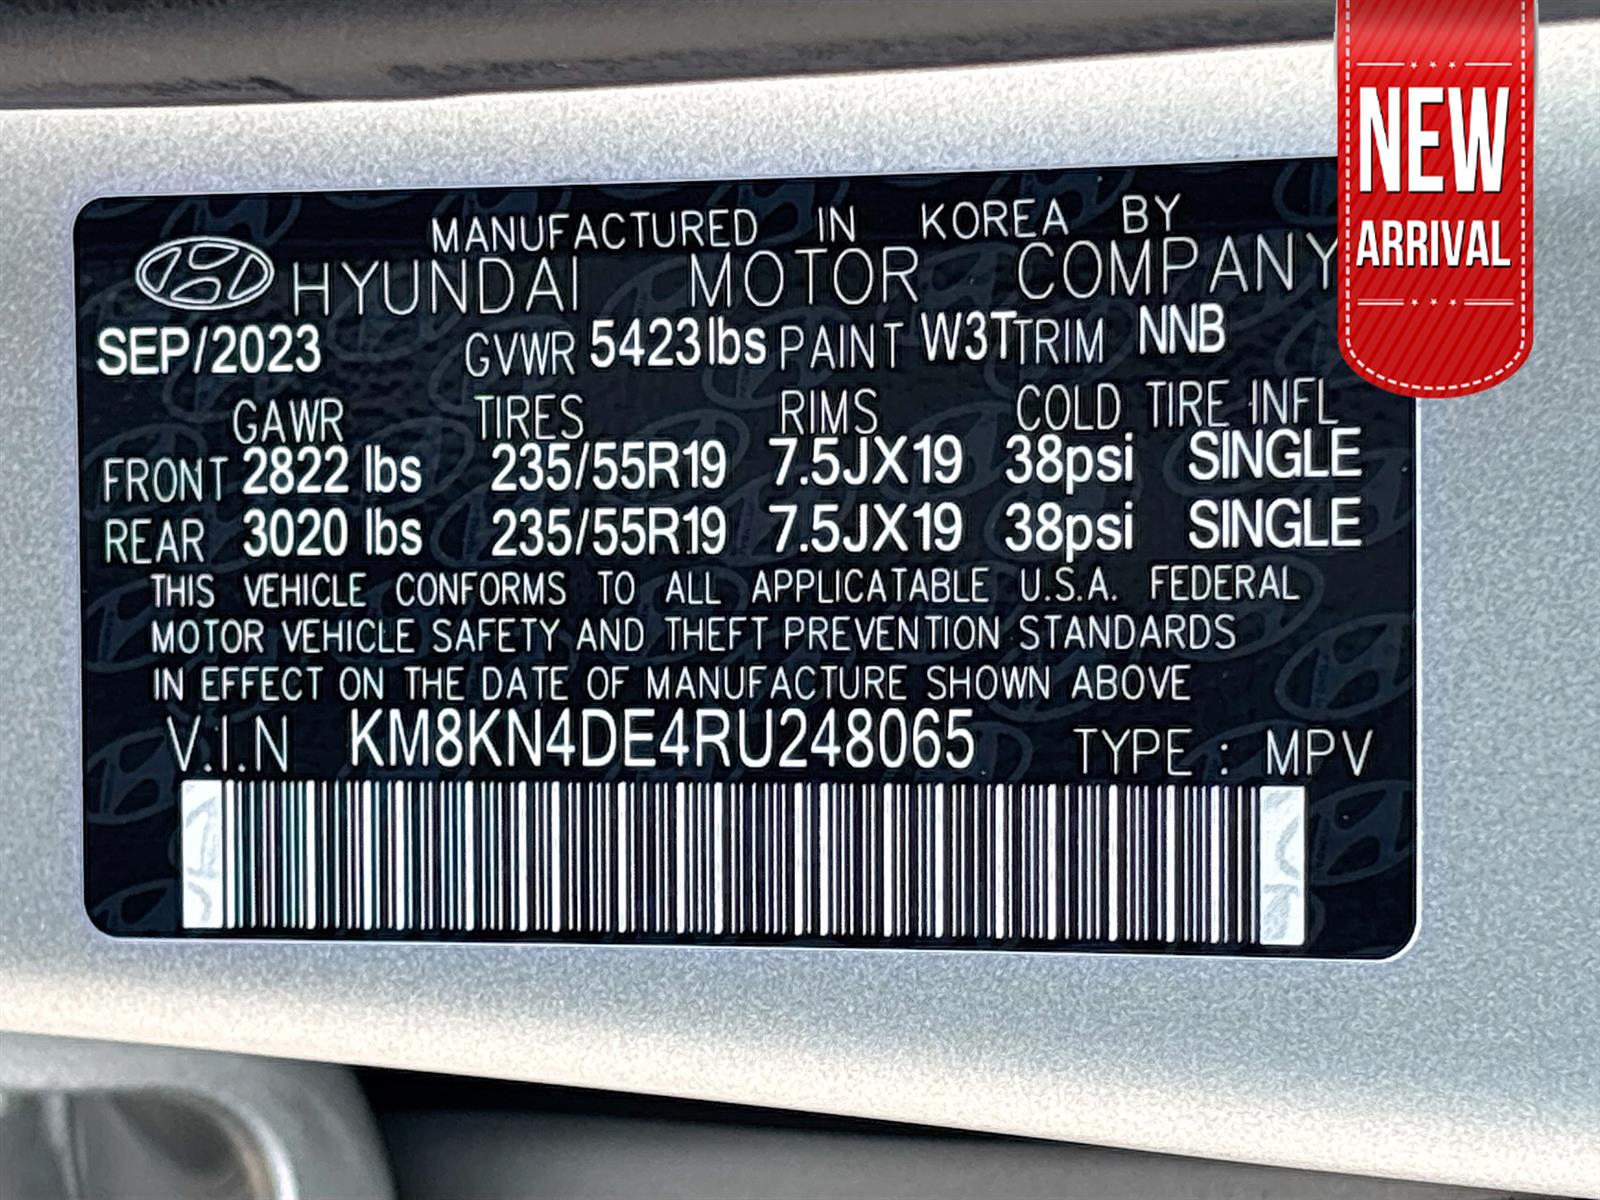 NEW
ARRIVAL
MANUFACTURED IN KOREA BY
HYUNDAI MOTOR COMPANY
SEP/2023 GVWR 5423lbs PAINT W3T TRIM NNB
GAWR TIRES RIMS COLD TIRE INFL
FRONT 2822 lbs 235/55R19 7.5JX19 38psi SINGLE
REAR 3020 lbs 235/55R19 7.5JX19 38psi SINGLE
THIS VEHICLE CONFORMS TO ALL APPLICATABLE U.S.A. FEDERAL
MOTOR VEHICLE SAFETY AND THEFT PREVENTION STANDARDS
IN EFFECT ON THE DATE OF MANUFACTURE SHOWN ABOVE
V.I.N KM8KN4DE4RU248065 TYPE : MPV